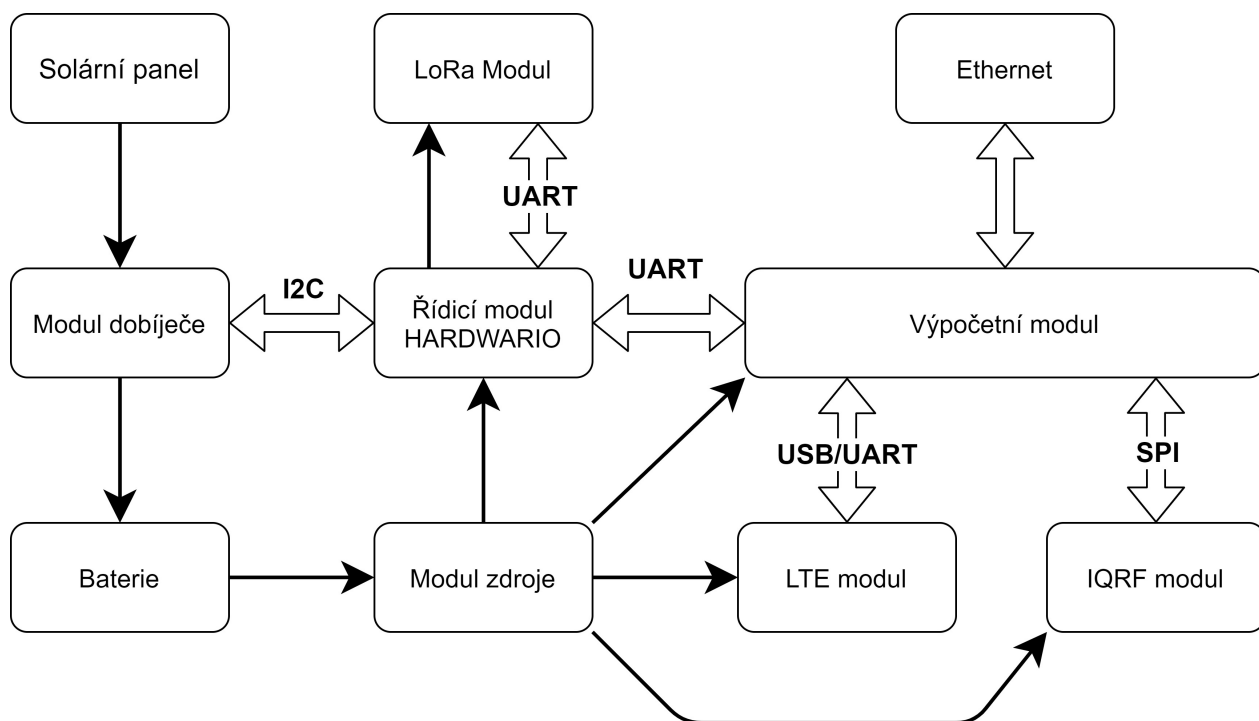 Solární panel
LoRa Modul
Ethernet
UART
I2C
UART
Modul dobíječe
Řídicí modul
HARDWARIO
Výpočetní modul
USB/UART
SPI
Baterie
Modul zdroje
LTE modul
IQRF modul